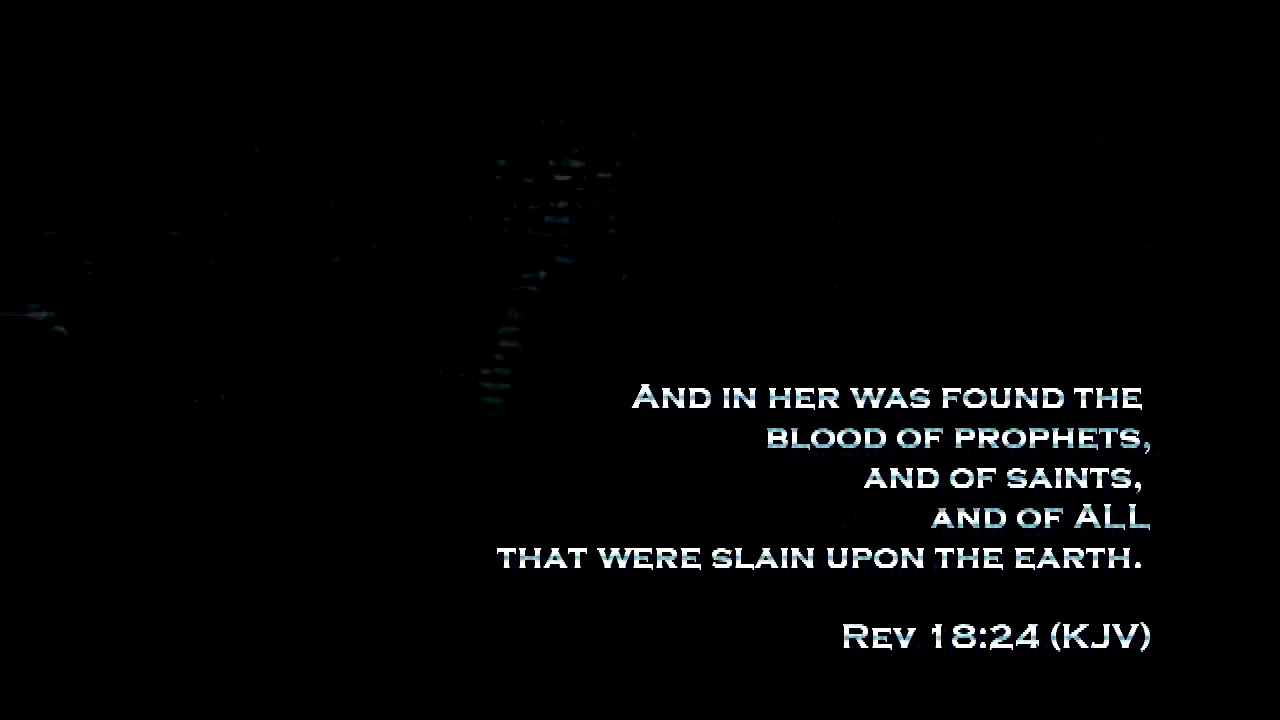 And in her was found the
blood of prophets,
and of saints,
and of ALL
that were slain upon the earth.
Rev 18:24 (KJV)